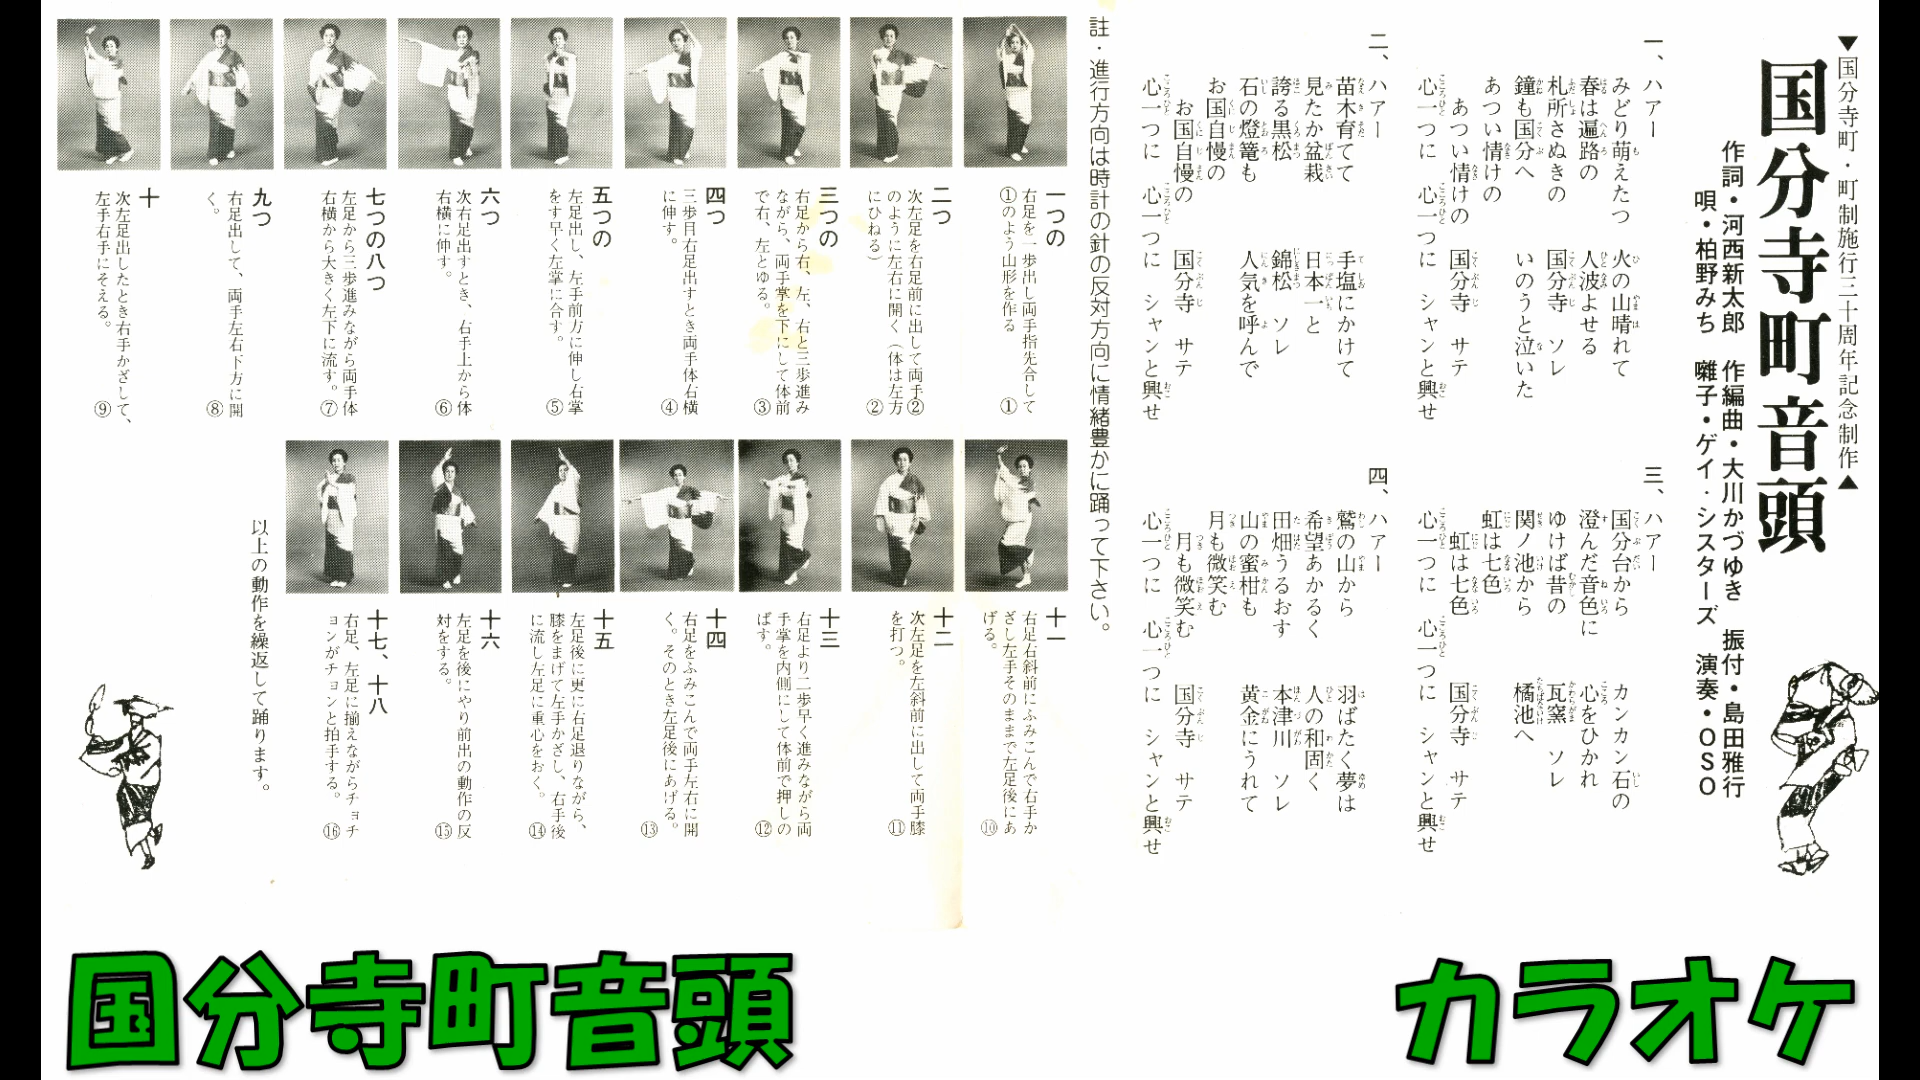 ▼国分寺町・町制施行三十周年記念制作▲
国分寺町音頭
作詞・河西新太郎　作編曲・大川かづゆき　振付・島田雅行
唄・柏野みち　囃子・ゲイ・シスターズ　演奏・OSO
一、ハアー
みどり萌えたつ　火の山晴れて
春は遍路の　人波よせる
札所さぬきの　国分寺　ソレ
鐘も国分へ　いのうと泣いた
あつい情けの
あつい情けの　国分寺　サテ
心一つに　心一つに　シャンと興せ
二、ハアー
苗木育てて　手塩にかけて
見たか盆栽　日本一と
誇る黒松　錦松　ソレ
石の燈篭も　人気を呼んで
お国自慢の
お国自慢の　国分寺　サテ
心一つに　心一つに　シャンと興せ
三、ハアー
国分台から　カンカン石の
澄んだ音色に　心をひかれ
ゆけば昔の　瓦窯　ソレ
関ノ池から　橘池へ
虹は七色
虹は七色　国分寺　サテ
心一つに　心一つに　シャンと興せ
四、ハアー
鷲の山から　羽ばたく夢は
希望あかるく　人の和固く
田畑うるおす　本津川　ソレ
山の蜜柑も　黄金にうれて
月も微笑む
月も微笑む　国分寺　サテ
心一つに　心一つに　シャンと興せ
註・進行方向は時計の針の反対方向に情緒豊かに踊って下さい。
一つの
右足を一歩出し両手指先合して
①のよう山形を作る　①
二つ
次左足を右足前に出して両手②
のように左右に開く（体は左方
にひねる）　②
三つの
右足から右、左、右と三歩進み
ながら、両手掌を下にして体前
で右、左とゆる。　③
四つ
三歩目右足出すとき両手体右横
に伸す。　④
五つの
左足出し、左手前方に伸し右掌
をす早く左掌に合す。　⑤
六つ
次右足出すとき、右手上から体
右横に伸す。　⑥
七つの八つ
左足から三歩進みながら両手体
右横から大きく左下に流す。　⑦
九つ
右足出して、両手左右下方に開
く。　⑧
十
次左足出したとき右手かざして、
左手右手にそえる。　⑨
十一
右足右斜前にふみこんで右手か
ざし左手そのままで左足後にあ
げる。　⑩
十二
次左足を左斜前に出して両手膝
を打つ。　⑪
十三
右足より二歩早く進みながら両
手掌を内側にして体前で押しの
ばす。　⑫
十四
右足をふみこんで両手左右に開
く。そのとき左足後にあげる。　⑬
十五
左足後に更に右足退りながら、
膝をまげて左手かざし、右手後
に流し左足に重心をおく。　⑭
十六
左足を後にやり前出の動作の反
対をする。　⑮
十七、十八
右足、左足に揃えながらチョチ
ョンがチョンと拍手する。　⑯
以上の動作を繰返して踊ります。
国分寺町音頭
カラオケ